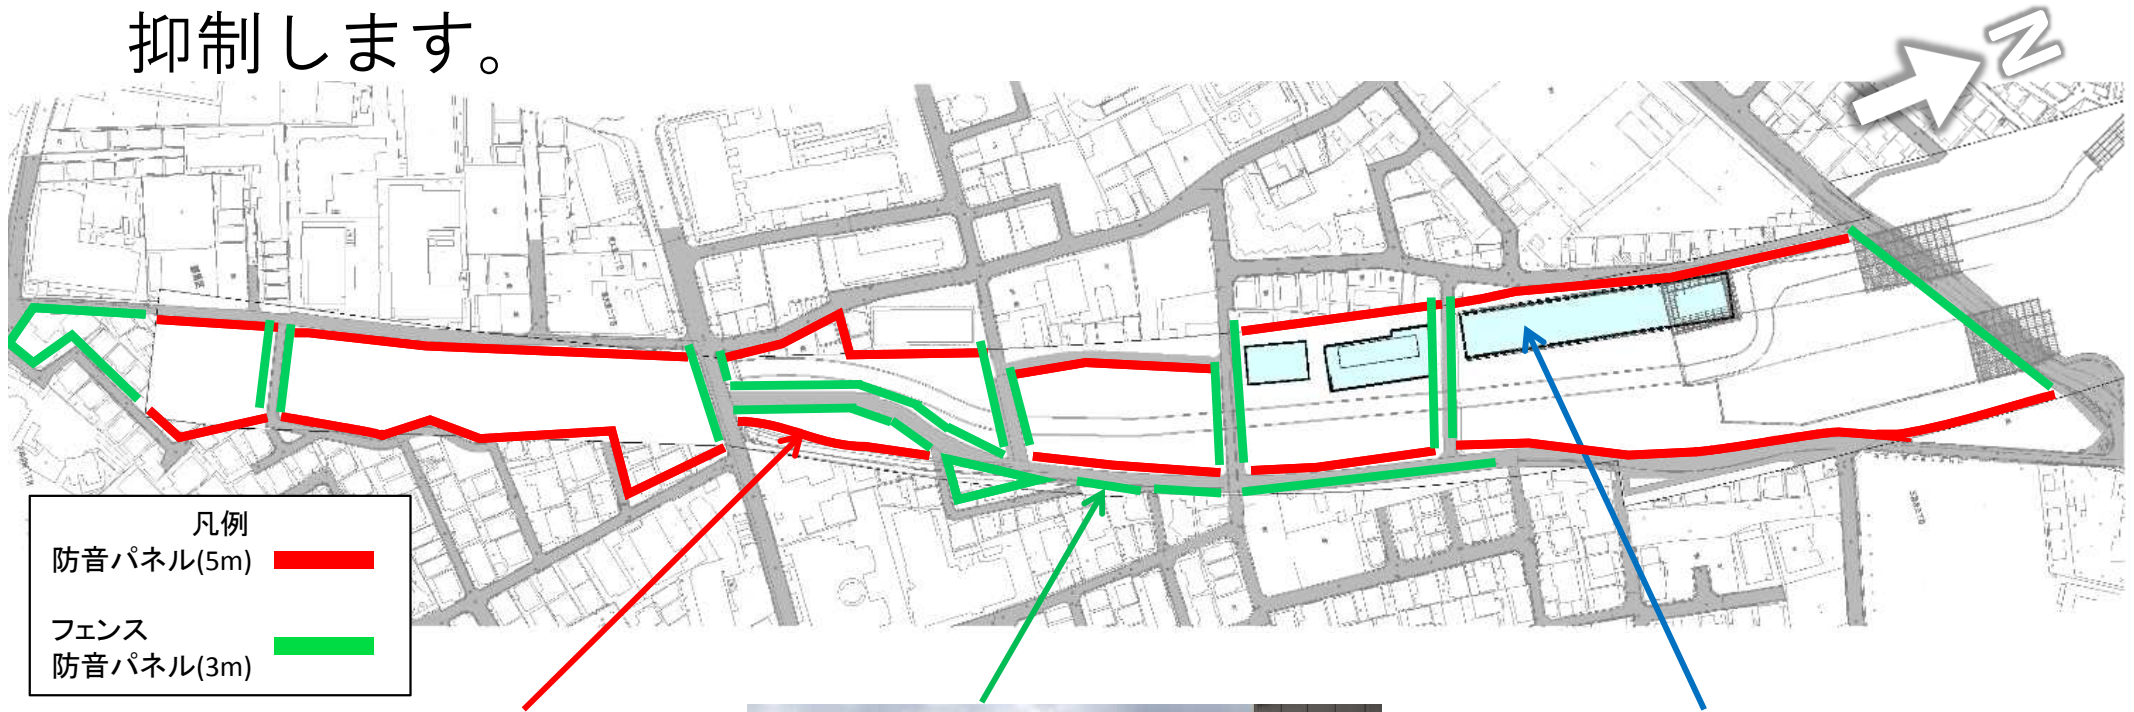 抑制します。
N
凡例
防音パネル(5m)
フェンス
防音パネル(3m)